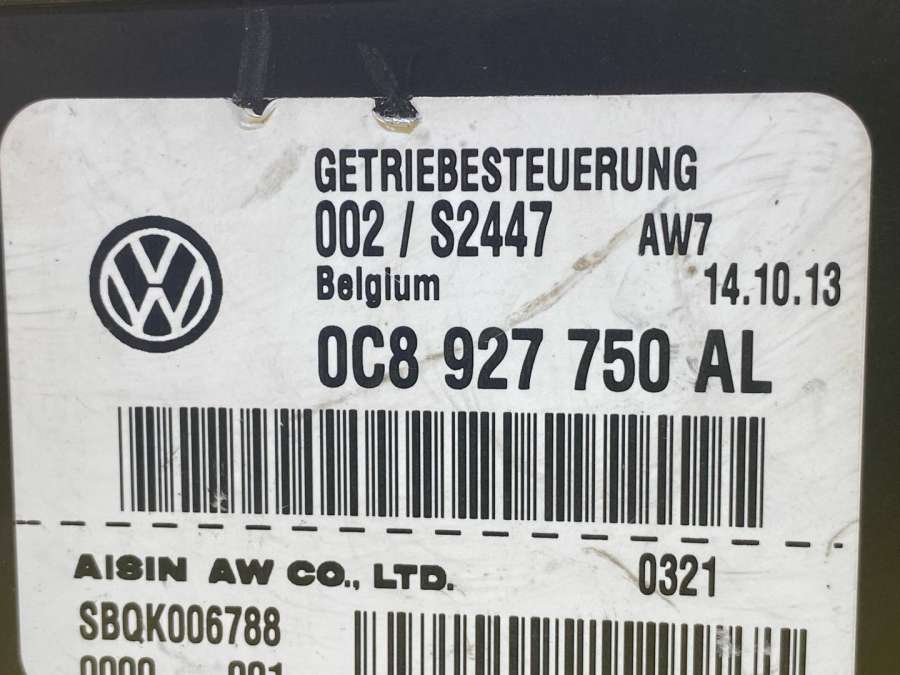 GETRIEBESTEUERUNG
002 / S2447 AW7
Belgium 14.10.13
0C8 927 750 AL
AISIN AW CO., LTD. 0321
SBQK006788